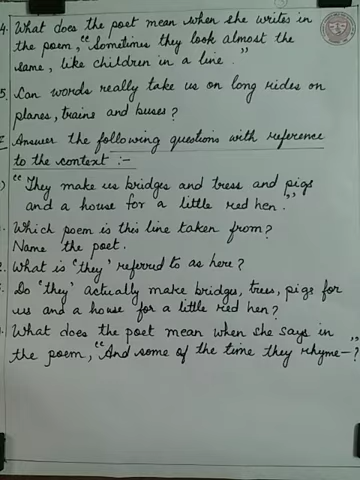 4. What does the poet mean when she writes in
the poem, "Sometimes they look almost the
same, like children in a line."
5. Can words really take us on long rides on
planes, trains and buses?
Answer the following questions with reference
to the context :-
"They make us bridges and tress and pigs
and a house for a little red hen."
Which poem is this line taken from?
Name the poet.
2. What is 'they' referred to as here?
Do 'they' actually make bridges, trees, pigs for
us and a house for a little red hen?
What does the poet mean when she says in
the poem, "And some of the time they rhyme—"?